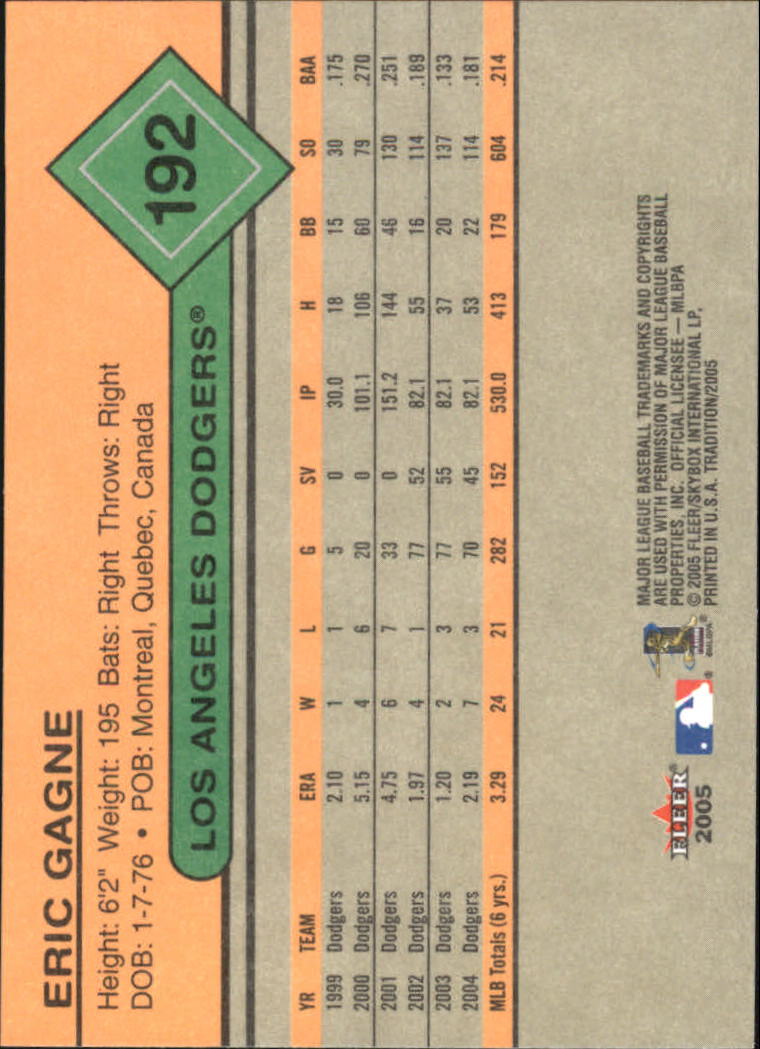 ERIC GAGNE
Height: 6'2" Weight: 195 Bats: Right Throws: Right
DOB: 1-7-76 • POB: Montreal, Quebec, Canada
192
LOS ANGELES DODGERS®
YR TEAM ERA W L G SV IP H BB SO BAA
1999 Dodgers 2.10 1 1 5 0 30.0 18 15 30 .175
2000 Dodgers 5.15 4 6 20 0 101.1 106 60 79 .270
2001 Dodgers 4.75 6 7 33 0 151.2 144 46 130 .251
2002 Dodgers 1.97 4 1 77 52 82.1 55 16 114 .189
2003 Dodgers 1.20 2 3 77 55 82.1 37 20 137 .133
2004 Dodgers 2.19 7 3 70 45 82.1 53 22 114 .181
MLB Totals (6 yrs.) 3.29 24 21 282 152 530.0 413 179 604 .214
FLEER®
2005
®
©MLBPA
MAJOR LEAGUE BASEBALL TRADEMARKS AND COPYRIGHTS
ARE USED WITH PERMISSION OF MAJOR LEAGUE BASEBALL
PROPERTIES, INC. OFFICIAL LICENSEE — MLBPA
© 2005 FLEER/SKYBOX INTERNATIONAL LP,
PRINTED IN U.S.A. TRADITION/2005